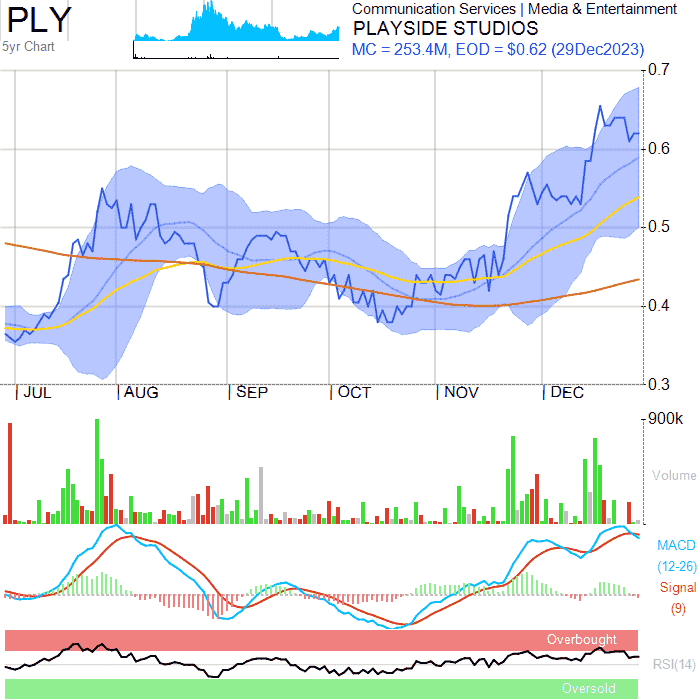 PLY
5yr Chart
Communication Services | Media & Entertainment
PLAYSIDE STUDIOS
MC = 253.4M, EOD = $0.62 (29Dec2023)
0.7
0.6
0.5
0.4
0.3
JUL AUG SEP OCT NOV DEC
900k
Volume
MACD
(12-26)
Signal
(9)
Overbought
RSI(14)
Oversold